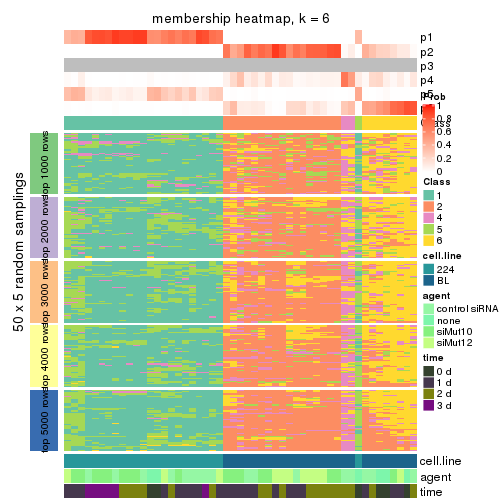 membership heatmap, k = 6
p1
p2
p3
p4
p5
Prob
1
0.8
0.6
0.4
0.2
0
Class
1
2
4
5
6
cell.line
224
BL
agent
control siRNA
none
siMut10
siMut12
time
0 d
1 d
2 d
3 d
50 x 5 random samplings
top 1000 rows
top 2000 rows
top 3000 rows
top 4000 rows
top 5000 rows
cell.line
agent
time